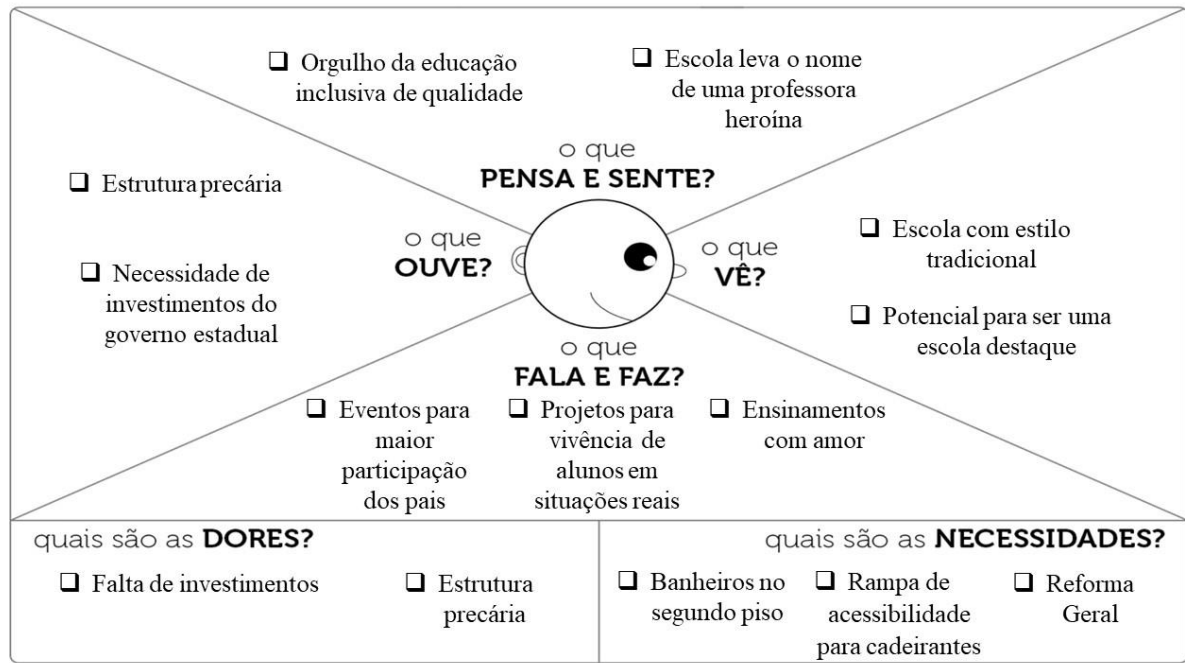 ❑ Orgulho da educação
inclusiva de qualidade
❑ Escola leva o nome
de uma professora
heroína
o que
PENSA E SENTE?
❑ Estrutura precária
❑ Necessidade de
investimentos do
governo estadual
o que
OUVE?
o que
VÊ?
❑ Escola com estilo
tradicional
❑ Potencial para ser uma
escola destaque
o que
FALA E FAZ?
❑ Eventos para
maior
participação
dos pais
❑ Projetos para
vivência de
alunos em
situações reais
❑ Ensinamentos
com amor
quais são as DORES?
❑ Falta de investimentos
❑ Estrutura
precária
quais são as NECESSIDADES?
❑ Banheiros no
segundo piso
❑ Rampa de
acessibilidade
para cadeirantes
❑ Reforma
Geral